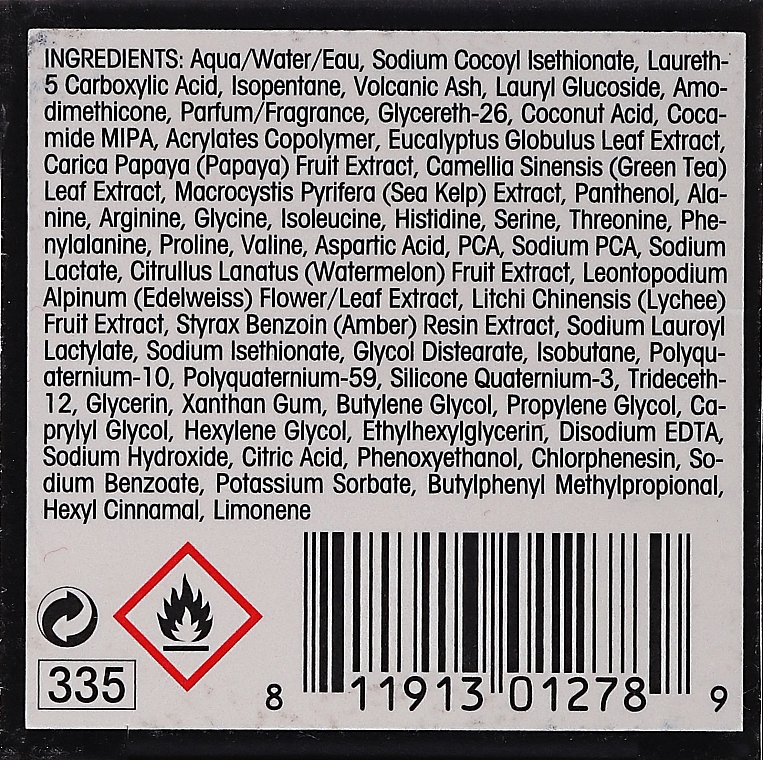 INGREDIENTS: Aqua/Water/Eau, Sodium Cocoyl Isethionate, Laureth-
5 Carboxylic Acid, Isopentane, Volcanic Ash, Lauryl Glucoside, Amo-
dimethicone, Parfum/Fragrance, Glycereth-26, Coconut Acid, Coca-
mide MIPA, Acrylates Copolymer, Eucalyptus Globulus Leaf Extract,
Carica Papaya (Papaya) Fruit Extract, Camellia Sinensis (Green Tea)
Leaf Extract, Macrocystis Pyrifera (Sea Kelp) Extract, Panthenol, Ala-
nine, Arginine, Glycine, Isoleucine, Histidine, Serine, Threonine, Phe-
nylalanine, Proline, Valine, Aspartic Acid, PCA, Sodium PCA, Sodium
Lactate, Citrullus Lanatus (Watermelon) Fruit Extract, Leontopodium
Alpinum (Edelweiss) Flower/Leaf Extract, Litchi Chinensis (Lychee)
Fruit Extract, Styrax Benzoin (Amber) Resin Extract, Sodium Lauroyl
Lactylate, Sodium Isethionate, Glycol Distearate, Isobutane, Polyqu-
aternium-10, Polyquaternium-59, Silicone Quaternium-3, Trideceth-
12, Glycerin, Xanthan Gum, Butylene Glycol, Propylene Glycol, Ca-
prylyl Glycol, Hexylene Glycol, Ethylhexylglycerin, Disodium EDTA,
Sodium Hydroxide, Citric Acid, Phenoxyethanol, Chlorphenesin, So-
dium Benzoate, Potassium Sorbate, Butylphenyl Methylpropional,
Hexyl Cinnamal, Limonene
335
8 11913 01278 9